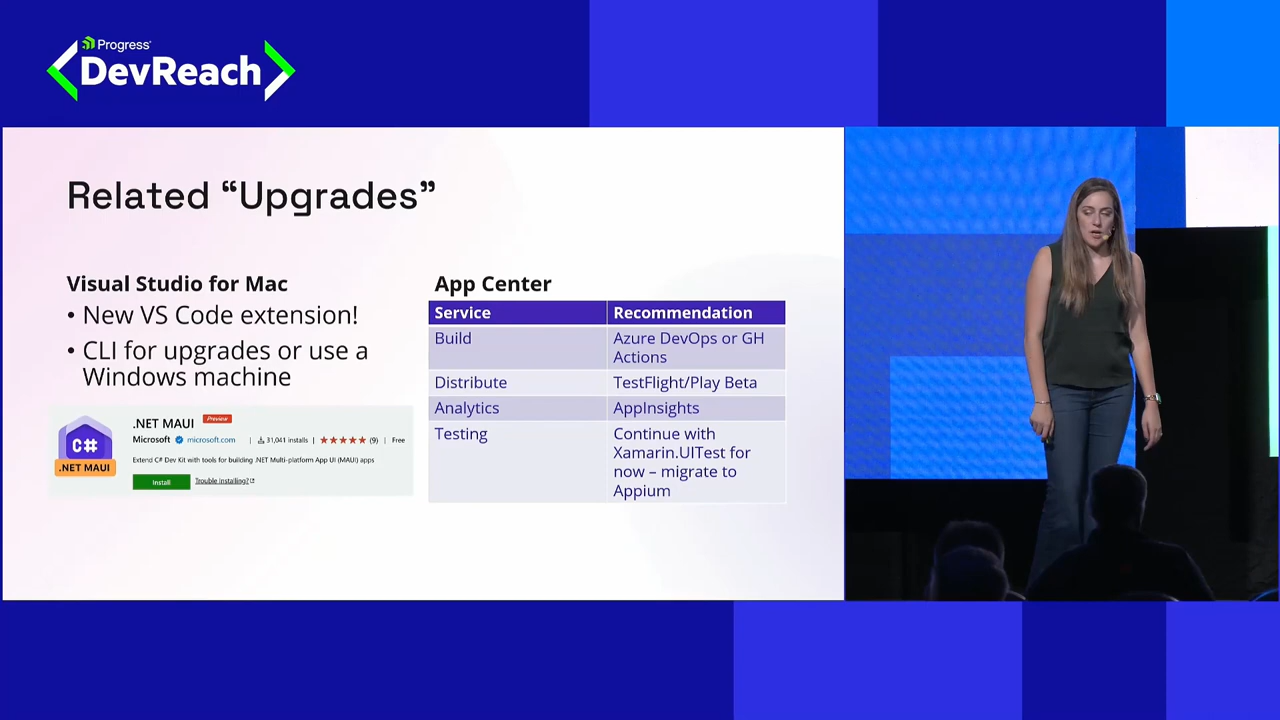 Progress®
DevReach
Related “Upgrades”
Visual Studio for Mac
• New VS Code extension!
• CLI for upgrades or use a
Windows machine
C#
.NET MAUI
.NET MAUI Preview
Microsoft microsoft.com | 31,041 installs | ★★★★★ (9) | Free
Extend C# Dev Kit with tools for building .NET Multi-platform App UI (MAUI) apps
Install Trouble Installing?
App Center
Service Recommendation
Build Azure DevOps or GH
Actions
Distribute TestFlight/Play Beta
Analytics AppInsights
Testing Continue with
Xamarin.UITest for
now – migrate to
Appium